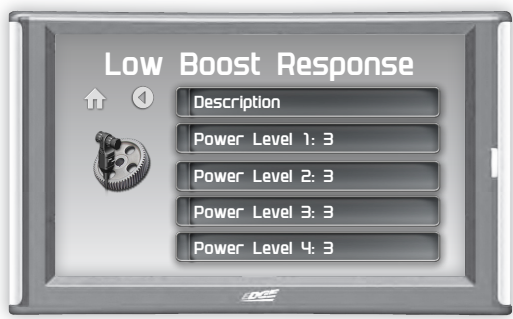 Low Boost Response
Description
Power Level 1: 3
Power Level 2: 3
Power Level 3: 3
Power Level 4: 3
EDGE